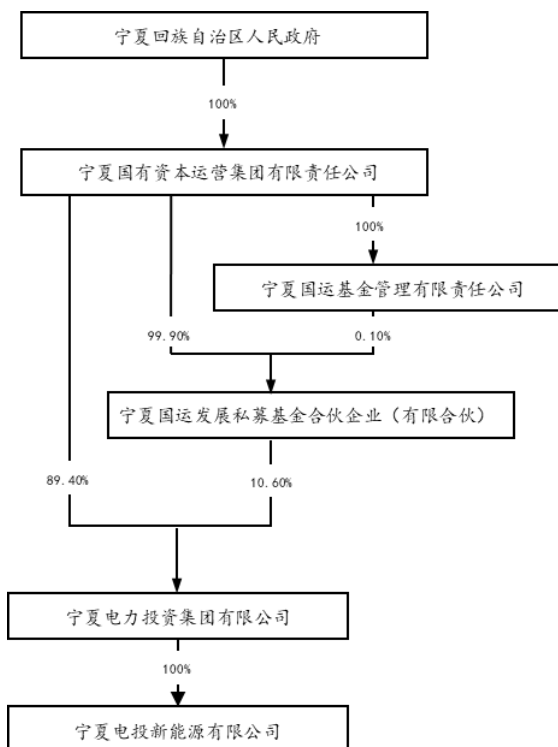 宁夏回族自治区人民政府
100%
宁夏国有资本运营集团有限责任公司
100%
宁夏国运基金管理有限责任公司
99.90%
0.10%
宁夏国运发展私募基金合伙企业（有限合伙）
89.40%
10.60%
宁夏电力投资集团有限公司
100%
宁夏电投新能源有限公司